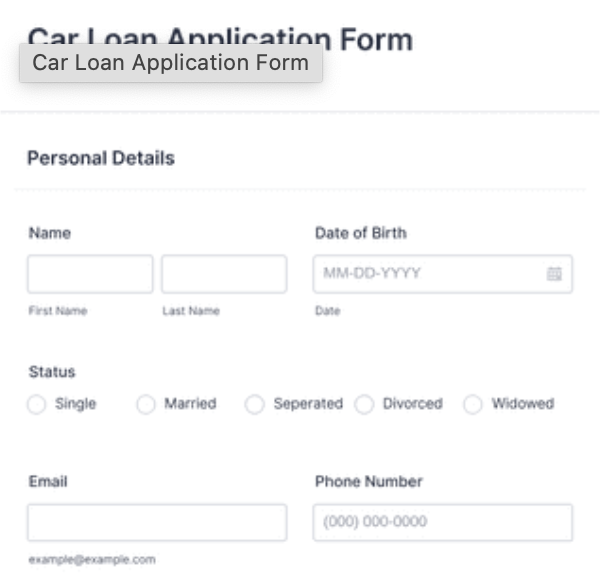 Car Loan Application Form
Car Loan Application Form
Personal Details
Name
Date of Birth
MM-DD-YYYY
First Name
Last Name
Date
Status
Single
Married
Seperated
Divorced
Widowed
Email
Phone Number
(000) 000-0000
example@example.com